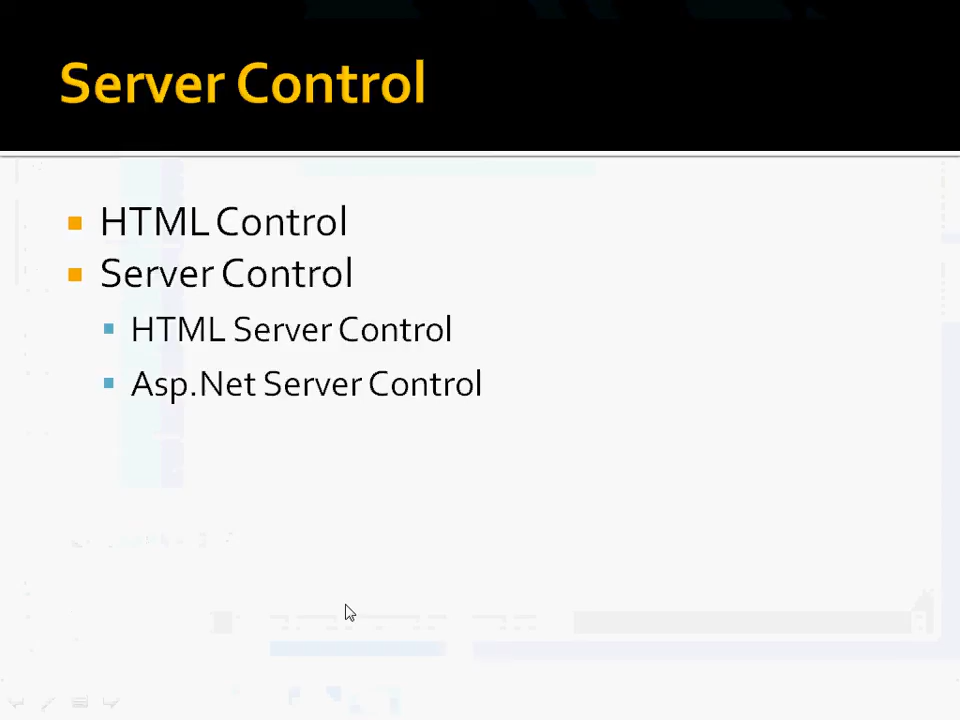 Server Control
HTML Control
Server Control
HTML Server Control
Asp.Net Server Control